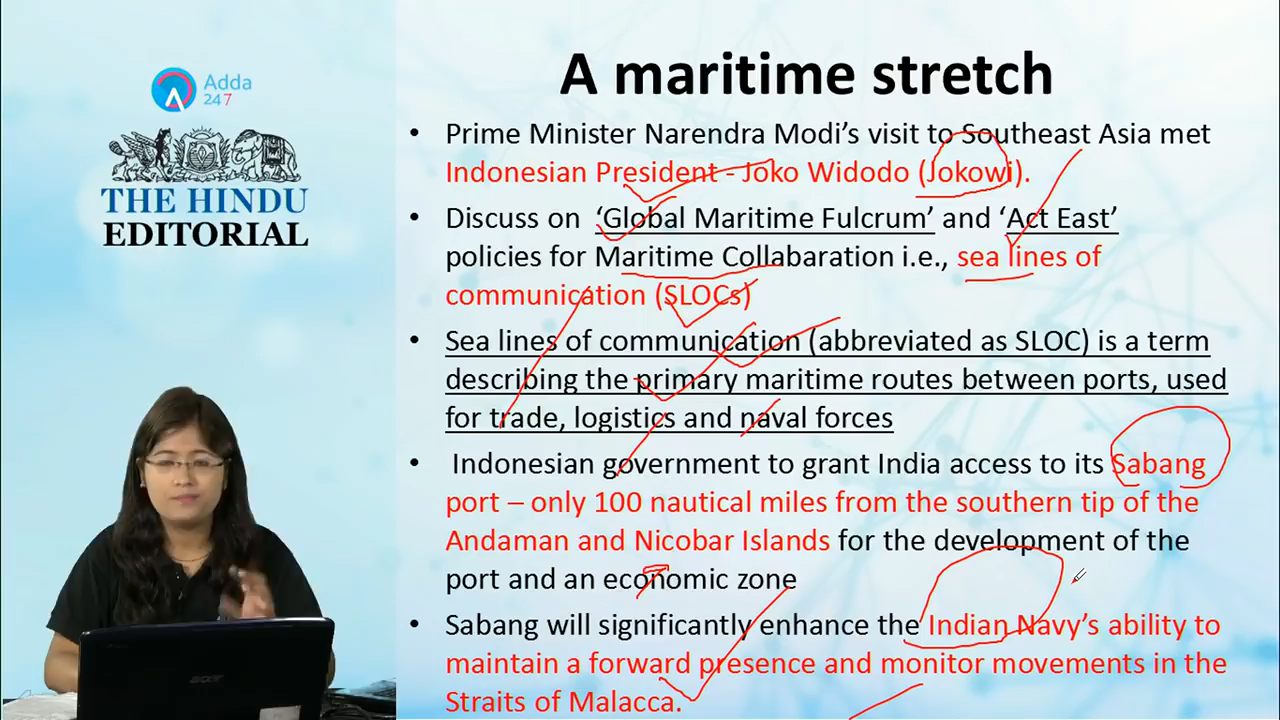 A maritime stretch
Adda
247
THE HINDU
EDITORIAL
• Prime Minister Narendra Modi's visit to Southeast Asia met
Indonesian President - Joko Widodo (Jokowi).
• Discuss on 'Global Maritime Fulcrum' and 'Act East'
policies for Maritime Collabaration i.e., sea lines of
communication (SLOCs)
• Sea lines of communication (abbreviated as SLOC) is a term
describing the primary maritime routes between ports, used
for trade, logistics and naval forces
• Indonesian government to grant India access to its Sabang
port – only 100 nautical miles from the southern tip of the
Andaman and Nicobar Islands for the development of the
port and an economic zone
• Sabang will significantly enhance the Indian Navy's ability to
maintain a forward presence and monitor movements in the
Straits of Malacca.
acer